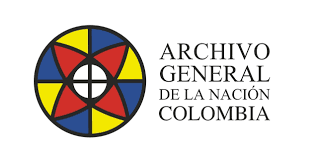 ARCHIVO
GENERAL
DE LA NACIÓN
COLOMBIA